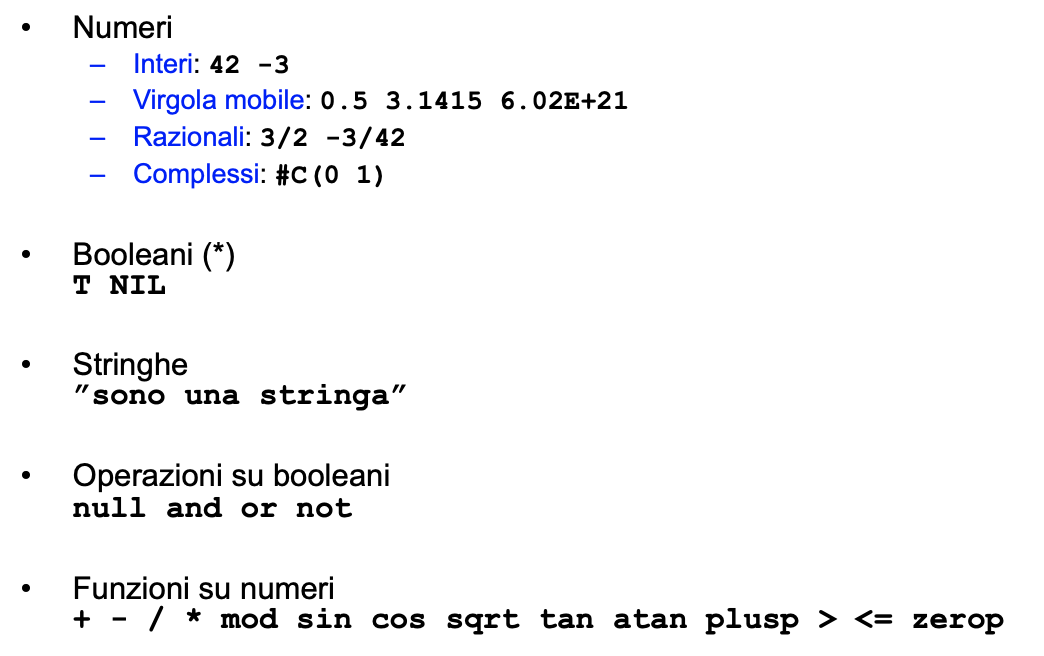 • Numeri
– Interi: 42 -3
– Virgola mobile: 0.5 3.1415 6.02E+21
– Razionali: 3/2 -3/42
– Complessi: #C(0 1)
• Booleani (*)
T NIL
• Stringhe
”sono una stringa”
• Operazioni su booleani
null and or not
• Funzioni su numeri
+ - / * mod sin cos sqrt tan atan plusp > <= zerop